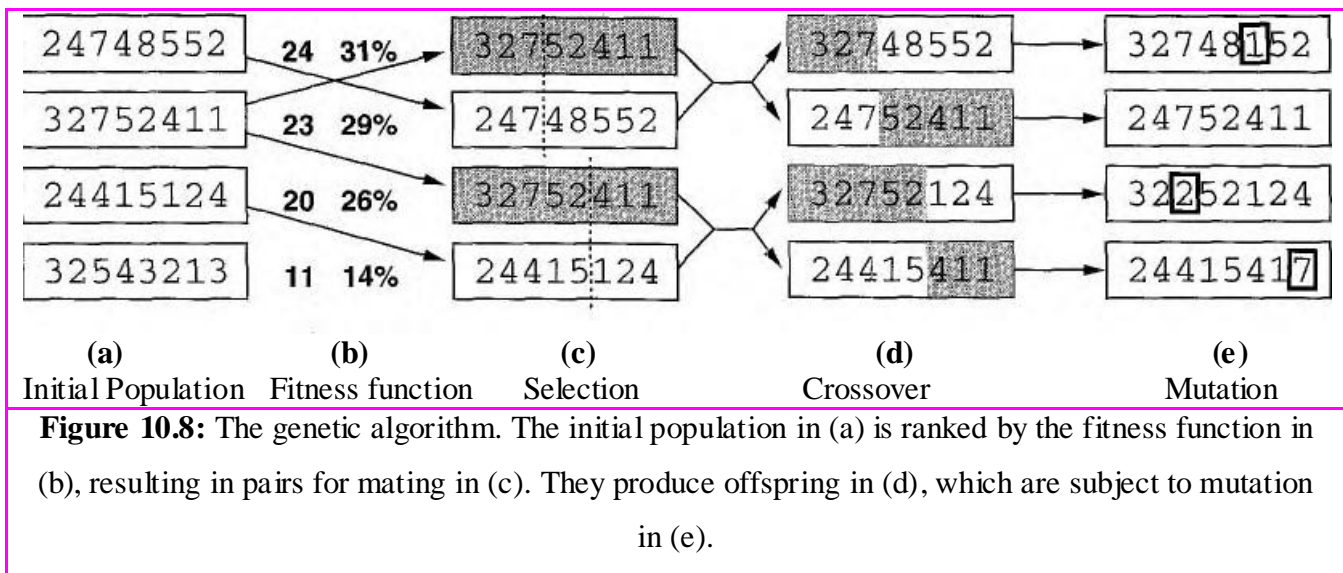 24748552 24 31% 32752411 32748552 32748152
32752411 23 29% 24748552 24752411 24752411
24415124 20 26% 32752411 32752124 32252124
32543213 11 14% 24415124 24415411 24415417
(a) (b) (c) (d) (e)
Initial Population Fitness function Selection Crossover Mutation
Figure 10.8: The genetic algorithm. The initial population in (a) is ranked by the fitness function in
(b), resulting in pairs for mating in (c). They produce offspring in (d), which are subject to mutation
in (e).